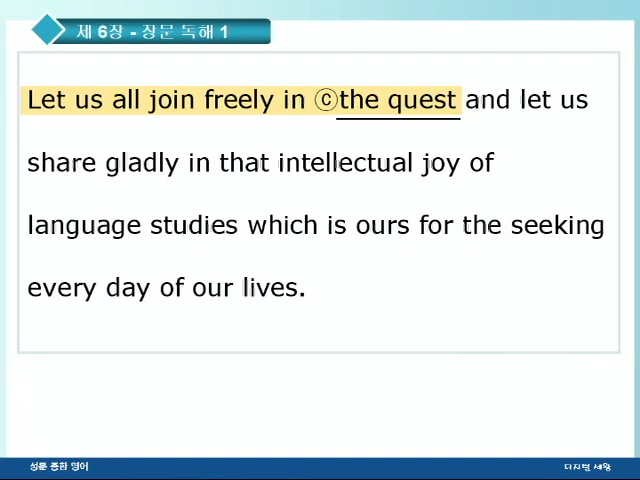 제 6장 - 장문 독해 1
Let us all join freely in ⓒthe quest and let us
share gladly in that intellectual joy of
language studies which is ours for the seeking
every day of our lives.
성문 종합 영어
디지털 세왕